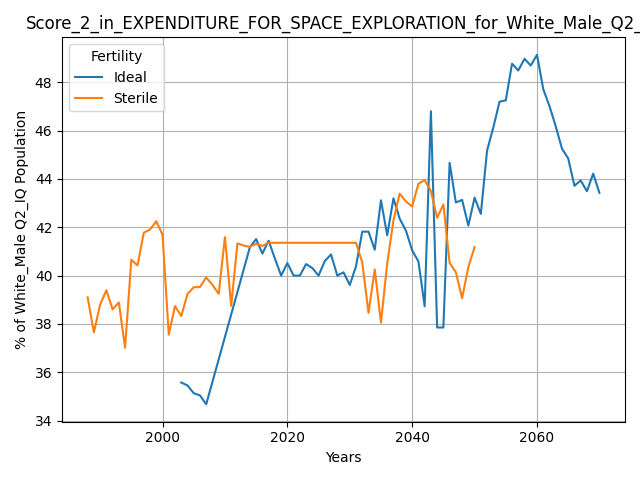 Score_2_in_EXPENDITURE_FOR_SPACE_EXPLORATION_for_White_Male_Q2_
Fertility
Ideal
Sterile
% of White_Male Q2_IQ Population
48
46
44
42
40
38
36
34
2000
2020
2040
2060
Years